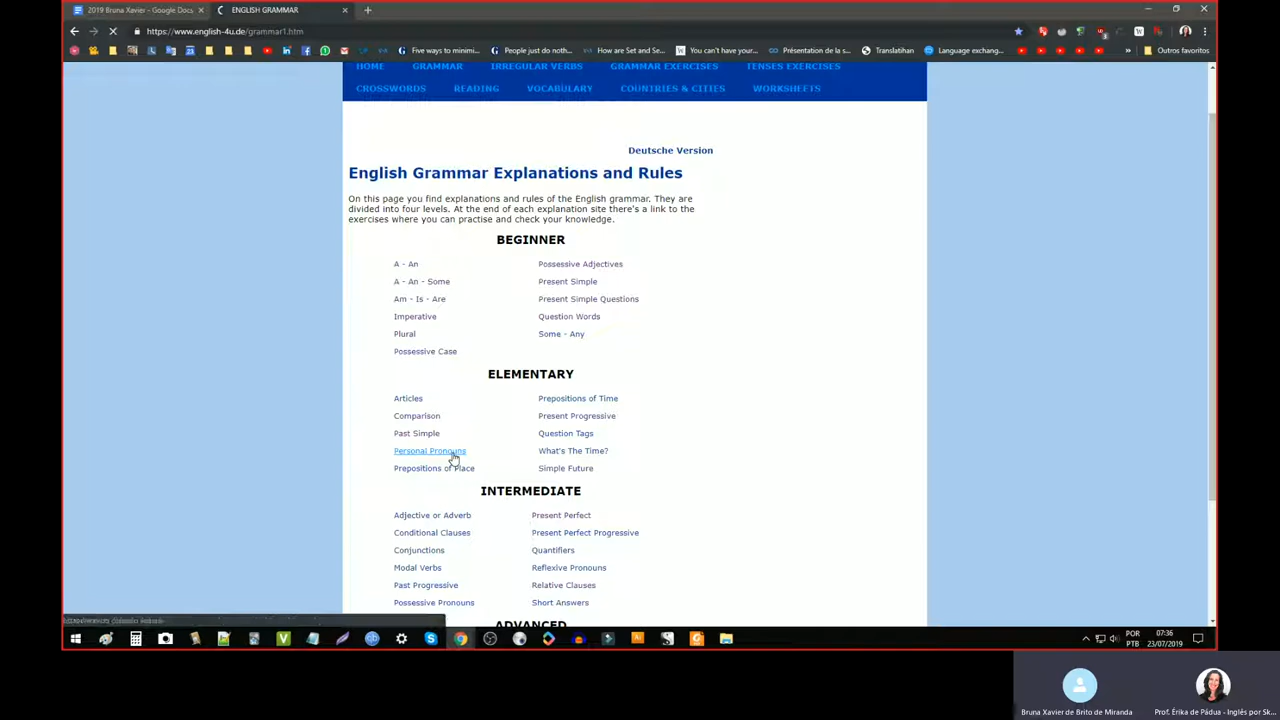 2019 Bruna Xavier - Google Docs
ENGLISH GRAMMAR
https://www.english-4u.de/grammar1.htm
Five ways to minimi...
People just do noth...
How are Set and Se...
You can't have your...
Présentation de la s...
Translatihan
Language exchang...
Outros favoritos
HOME GRAMMAR IRREGULAR VERBS GRAMMAR EXERCISES TENSES EXERCISES
CROSSWORDS READING VOCABULARY COUNTRIES & CITIES WORKSHEETS
Deutsche Version
English Grammar Explanations and Rules
On this page you find explanations and rules of the English grammar. They are
divided into four levels. At the end of each explanation site there's a link to the
exercises where you can practise and check your knowledge.
BEGINNER
A - An Possessive Adjectives
A - An - Some Present Simple
Am - Is - Are Present Simple Questions
Imperative Question Words
Plural Some - Any
Possessive Case
ELEMENTARY
Articles Prepositions of Time
Comparison Present Progressive
Past Simple Question Tags
Personal Pronouns What's The Time?
Prepositions of Place Simple Future
INTERMEDIATE
Adjective or Adverb Present Perfect
Conditional Clauses Present Perfect Progressive
Conjunctions Quantifiers
Modal Verbs Reflexive Pronouns
Past Progressive Relative Clauses
Possessive Pronouns Short Answers
ADVANCED
POR 07:36
PTB 23/07/2019
Bruna Xavier de Brito de Miranda
Prof. Érika de Pádua - Inglês por Sk...